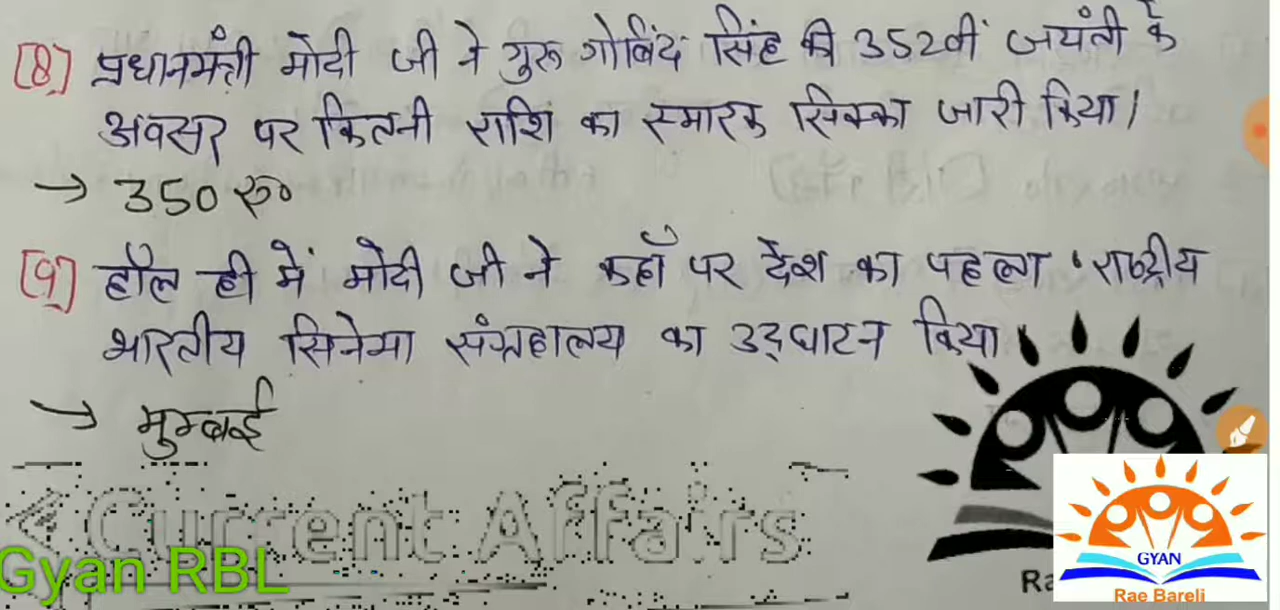 [8] प्रधानमंत्री मोदी जी ने गुरू गोबिंद सिंह की 352वीं जयंती के
अवसर पर कितनी राशि का स्मारक सिक्का जारी किया।
→ 350 रू०
[9] हाल ही में मोदी जी ने कहाँ पर देश का पहला 'राष्ट्रीय
भारतीय सिनेमा संग्रहालय का उद्घाटन किया
→ मुम्बई
Current Affairs
Gyan RBL
Ra
GYAN
Rae Bareli